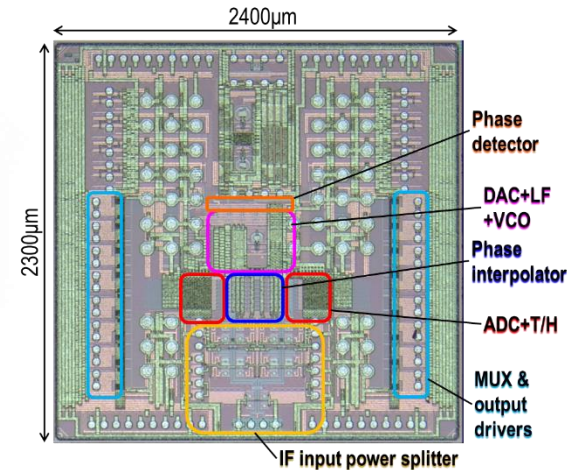 2400µm
2300µm
Phase
detector
DAC+LF
+VCO
Phase
interpolator
ADC+T/H
MUX &
output
drivers
IF input power splitter